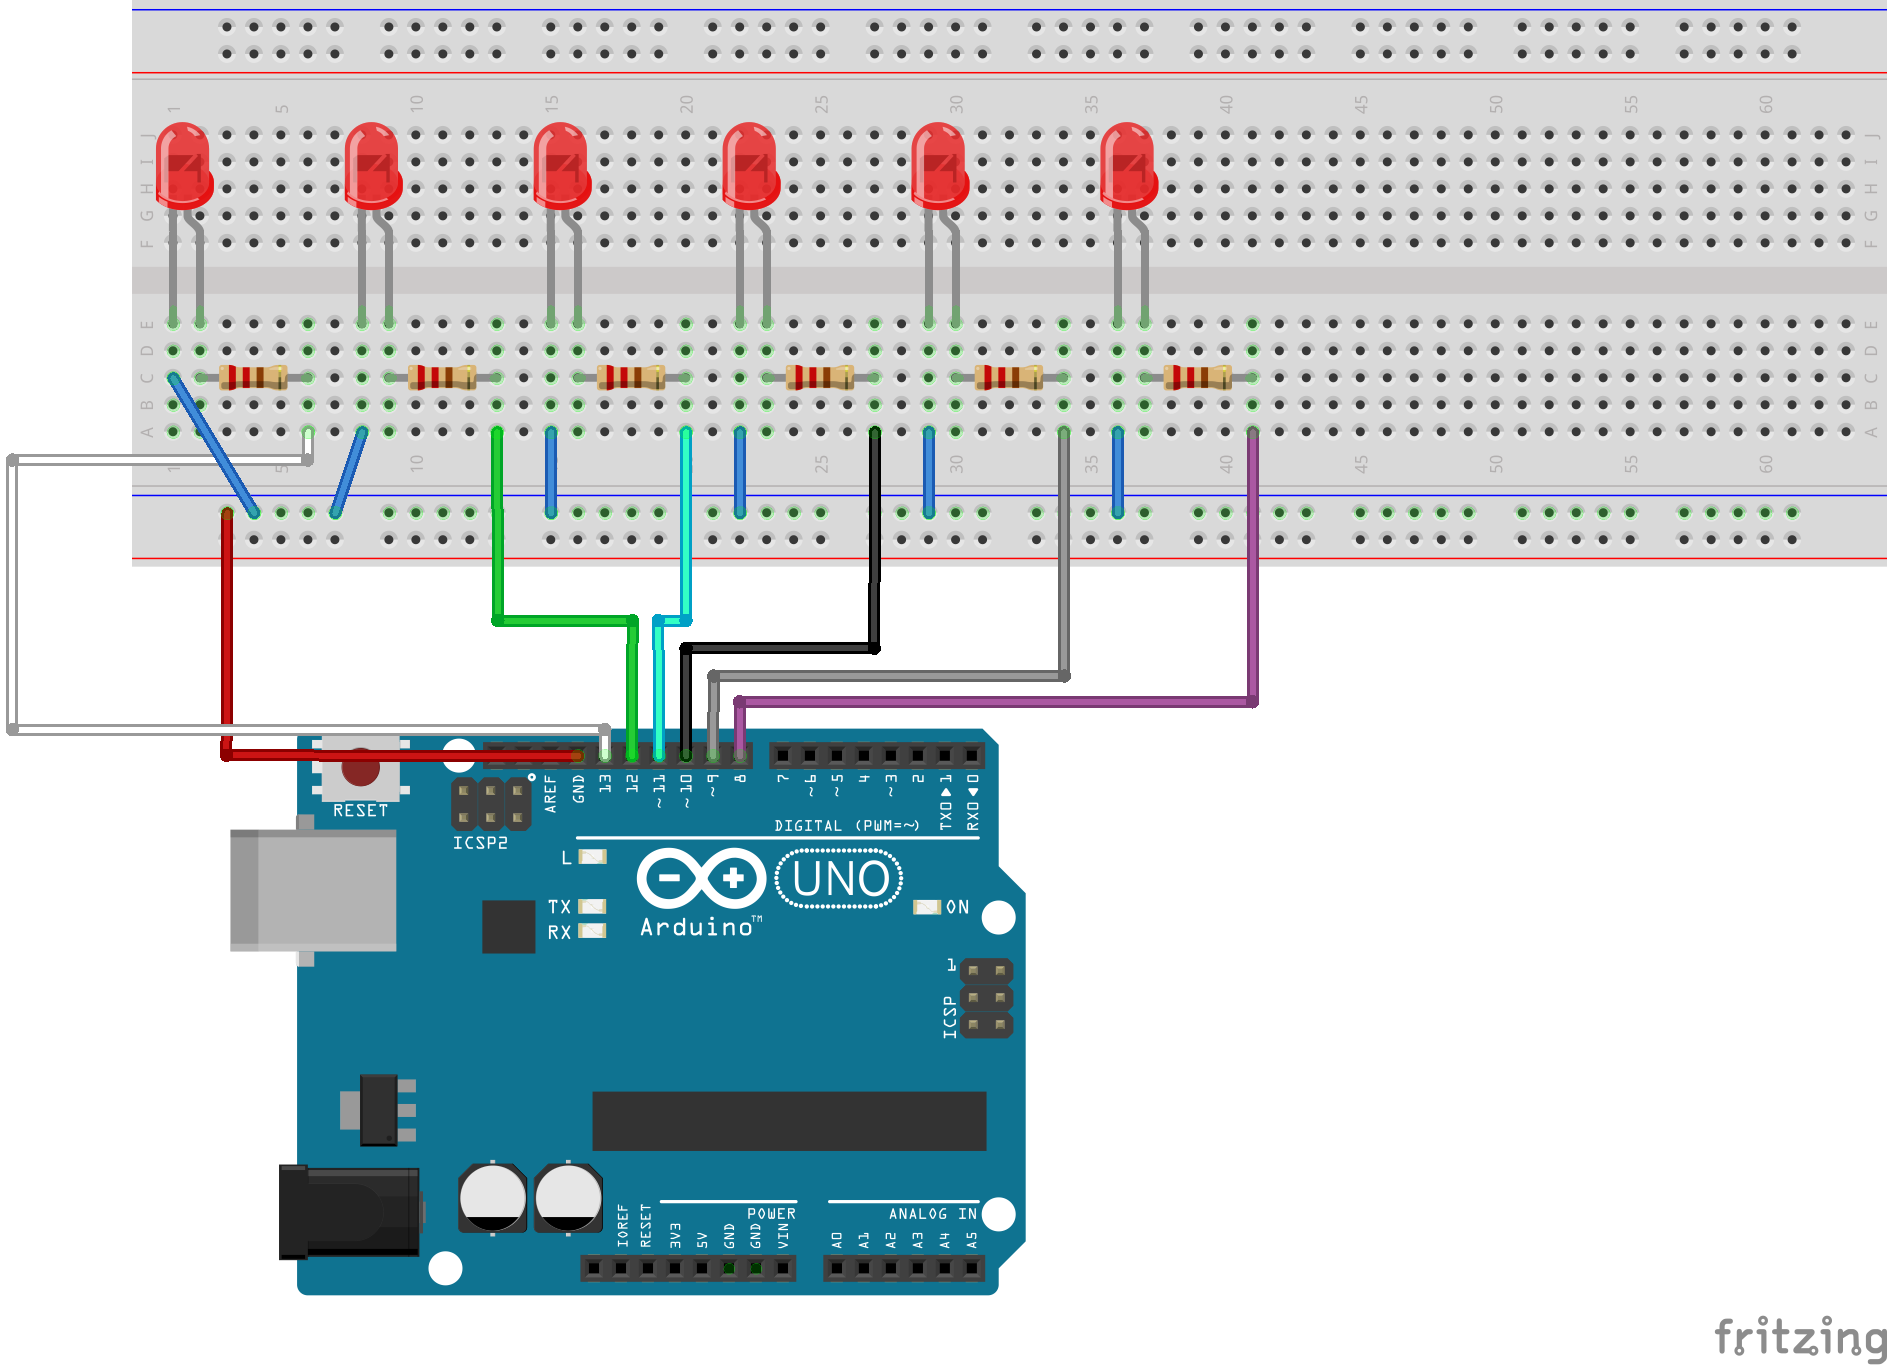 1 5 10 15 20 25 30 35 40 45 50 55 60
J J
I I
H H
G G
F F
E E
D D
C C
B B
A A
1 5 10 15 20 25 30 35 40 45 50 55 60
RESET
AREF GND 13 12 ~11 ~10 ~9 8 7 ~6 ~5 4 ~3 2 TX0▶1 RX0◀0
DIGITAL (PWM=~)
ICSP2
L
TX
RX
Arduino™
UNO
ON
1
ICSP
POWER
ANALOG IN
IOREF RESET 3V3 5V GND GND VIN A0 A1 A2 A3 A4 A5
fritzing